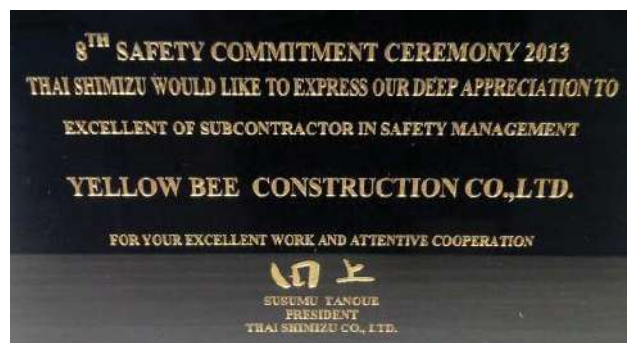 8TH SAFETY COMMITMENT CEREMONY 2013
THAI SHIMIZU WOULD LIKE TO EXPRESS OUR DEEP APPRECIATION TO
EXCELLENT OF SUBCONTRACTOR IN SAFETY MANAGEMENT
YELLOW BEE CONSTRUCTION CO.,LTD.
FOR YOUR EXCELLENT WORK AND ATTENTIVE COOPERATION
SUSUMU TANOUE
PRESIDENT
THAI SHIMIZU CO., LTD.